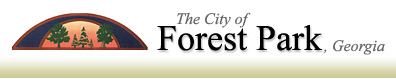 The City of
Forest Park, Georgia